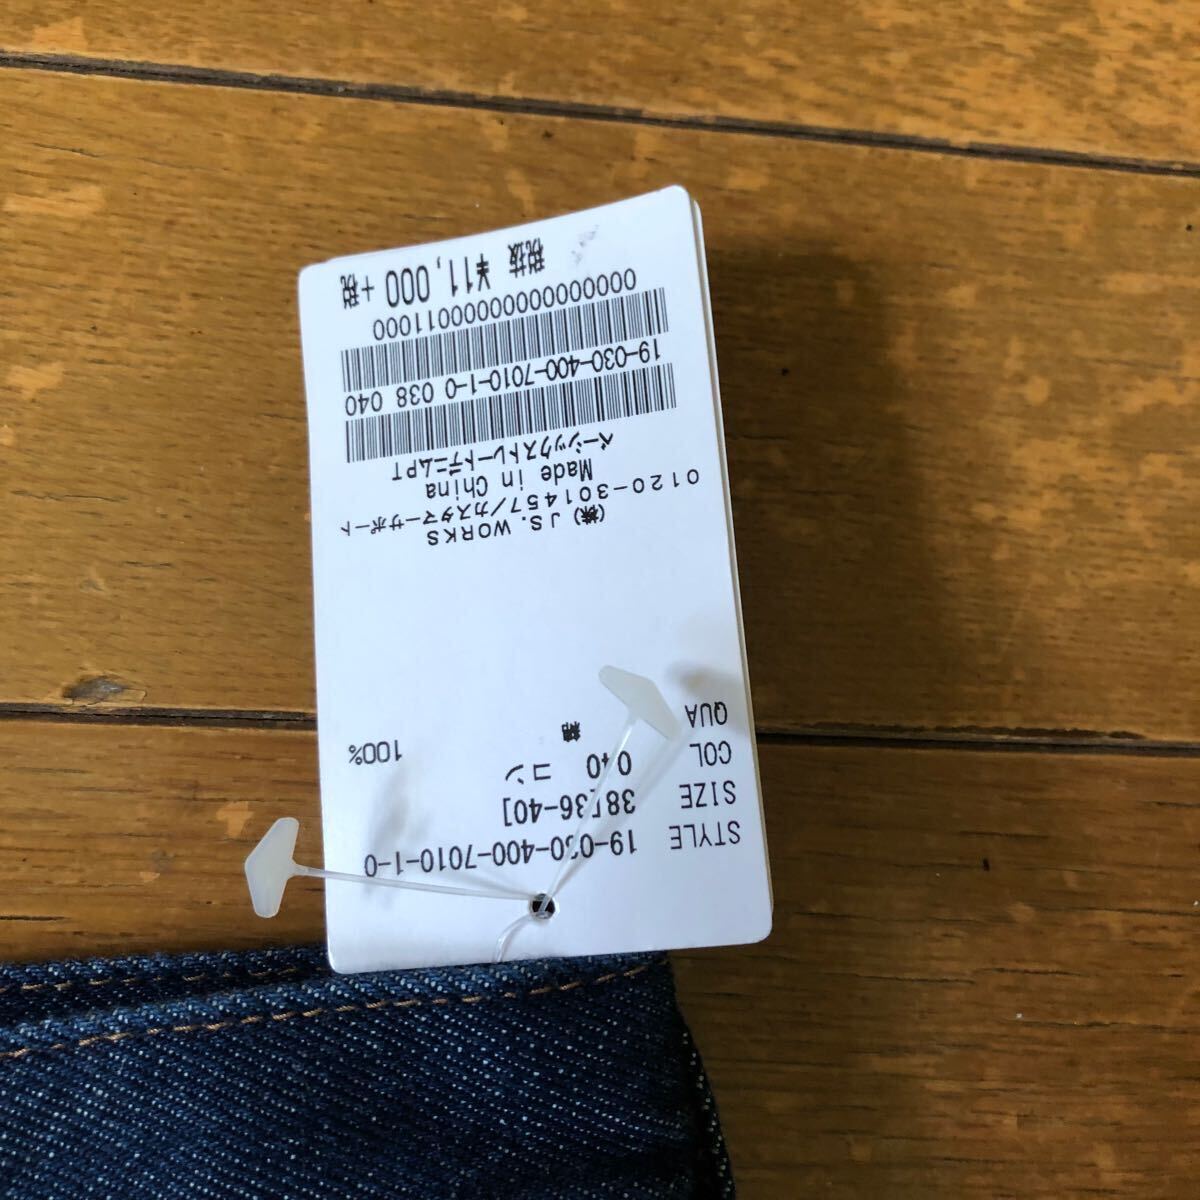 STYLE 19-030-400-7010-1-0
SIZE 38[36-40]
COL 040 コン
QUA 綿 100%
(株) J.S. WORKS
0120-301457/カスタマーサポート
Made in China
ベーシックストレートデニムPT
19-030-400-7010-1-0 038 040
0000000000000011000
税抜 ¥11,000 +税